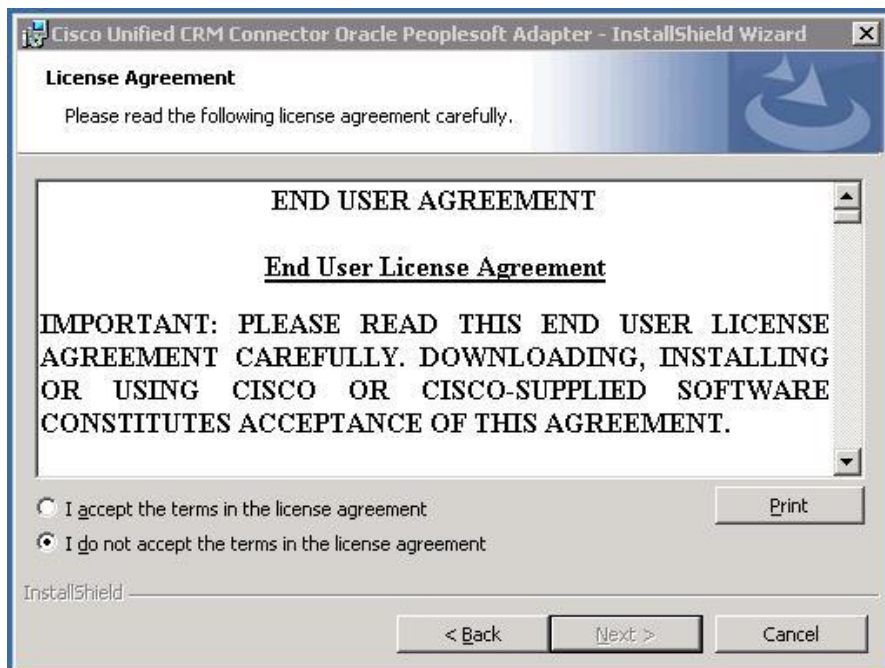 Cisco Unified CRM Connector Oracle Peoplesoft Adapter - InstallShield Wizard
License Agreement
Please read the following license agreement carefully.
END USER AGREEMENT
End User License Agreement
IMPORTANT: PLEASE READ THIS END USER LICENSE
AGREEMENT CAREFULLY. DOWNLOADING, INSTALLING
OR USING CISCO OR CISCO-SUPPLIED SOFTWARE
CONSTITUTES ACCEPTANCE OF THIS AGREEMENT.
I accept the terms in the license agreement
Print
I do not accept the terms in the license agreement
InstallShield
< Back
Next >
Cancel